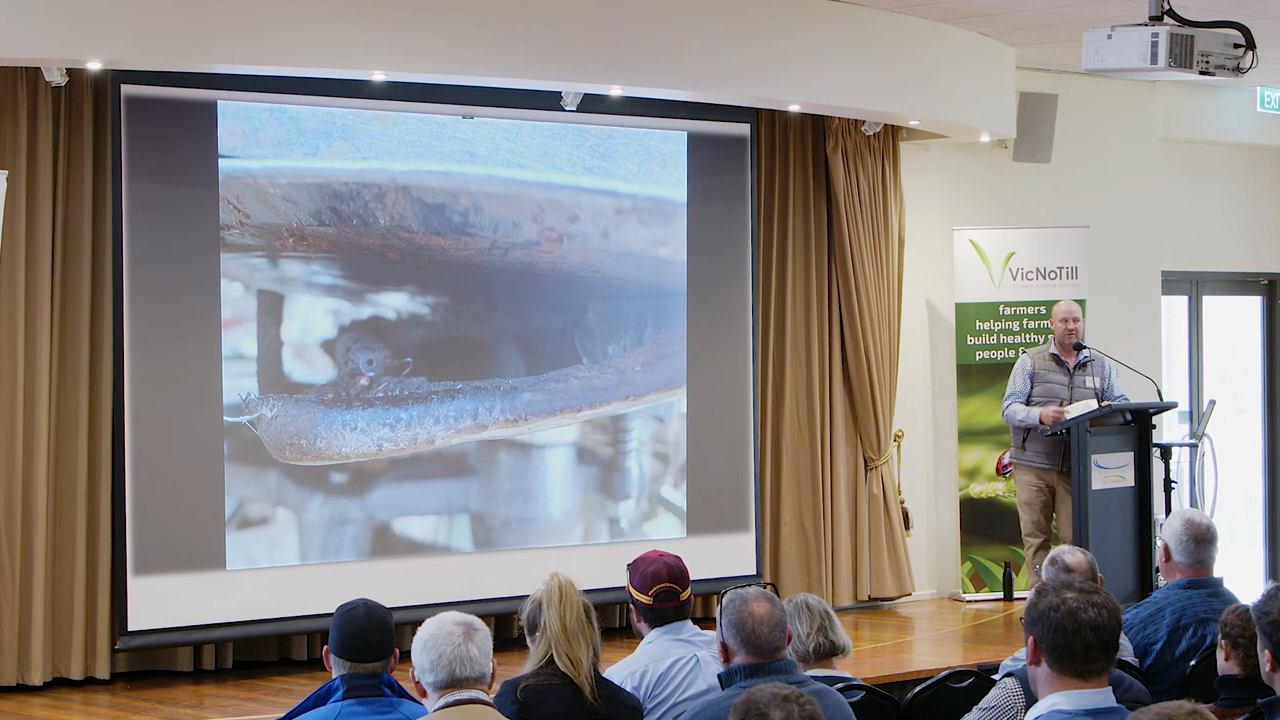 EXI
VicNoTill
farmers
helping farm
build healthy s
people &